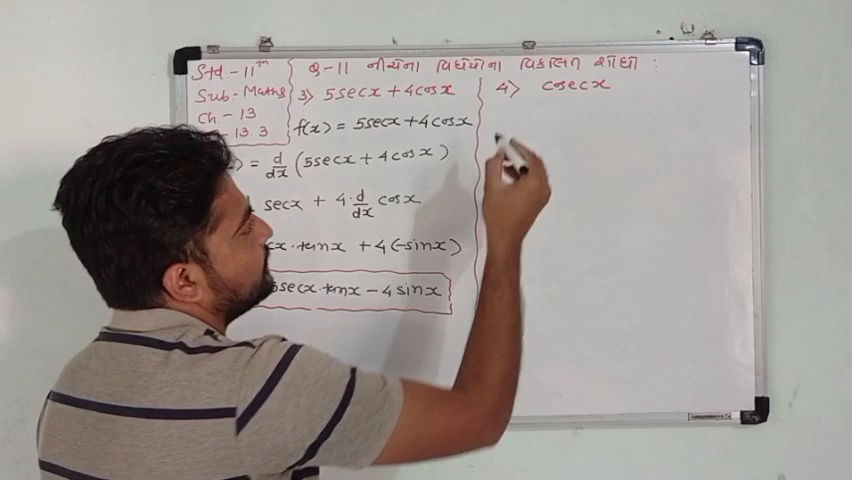 Std - 11th
Sub - Maths
Ch. - 13
13.3
Q-11 નીચેના વિધેયોના વિકલિત શોધો :
3) 5secx + 4cosx
f(x) = 5secx + 4cosx
) = d/dx (5secx + 4cosx)
secx + 4·d/dx cosx
cx·tanx + 4(-sinx)
5secx·tanx - 4sinx
4) cosecx